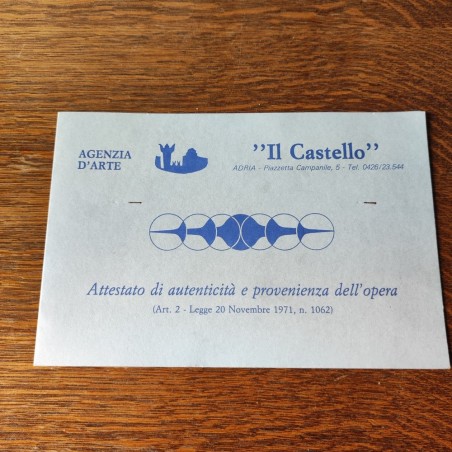 AGENZIA
D'ARTE
”Il Castello”
ADRIA - Piazzetta Campanile, 5 - Tel. 0426/23.544
Attestato di autenticità e provenienza dell'opera
(Art. 2 - Legge 20 Novembre 1971, n. 1062)